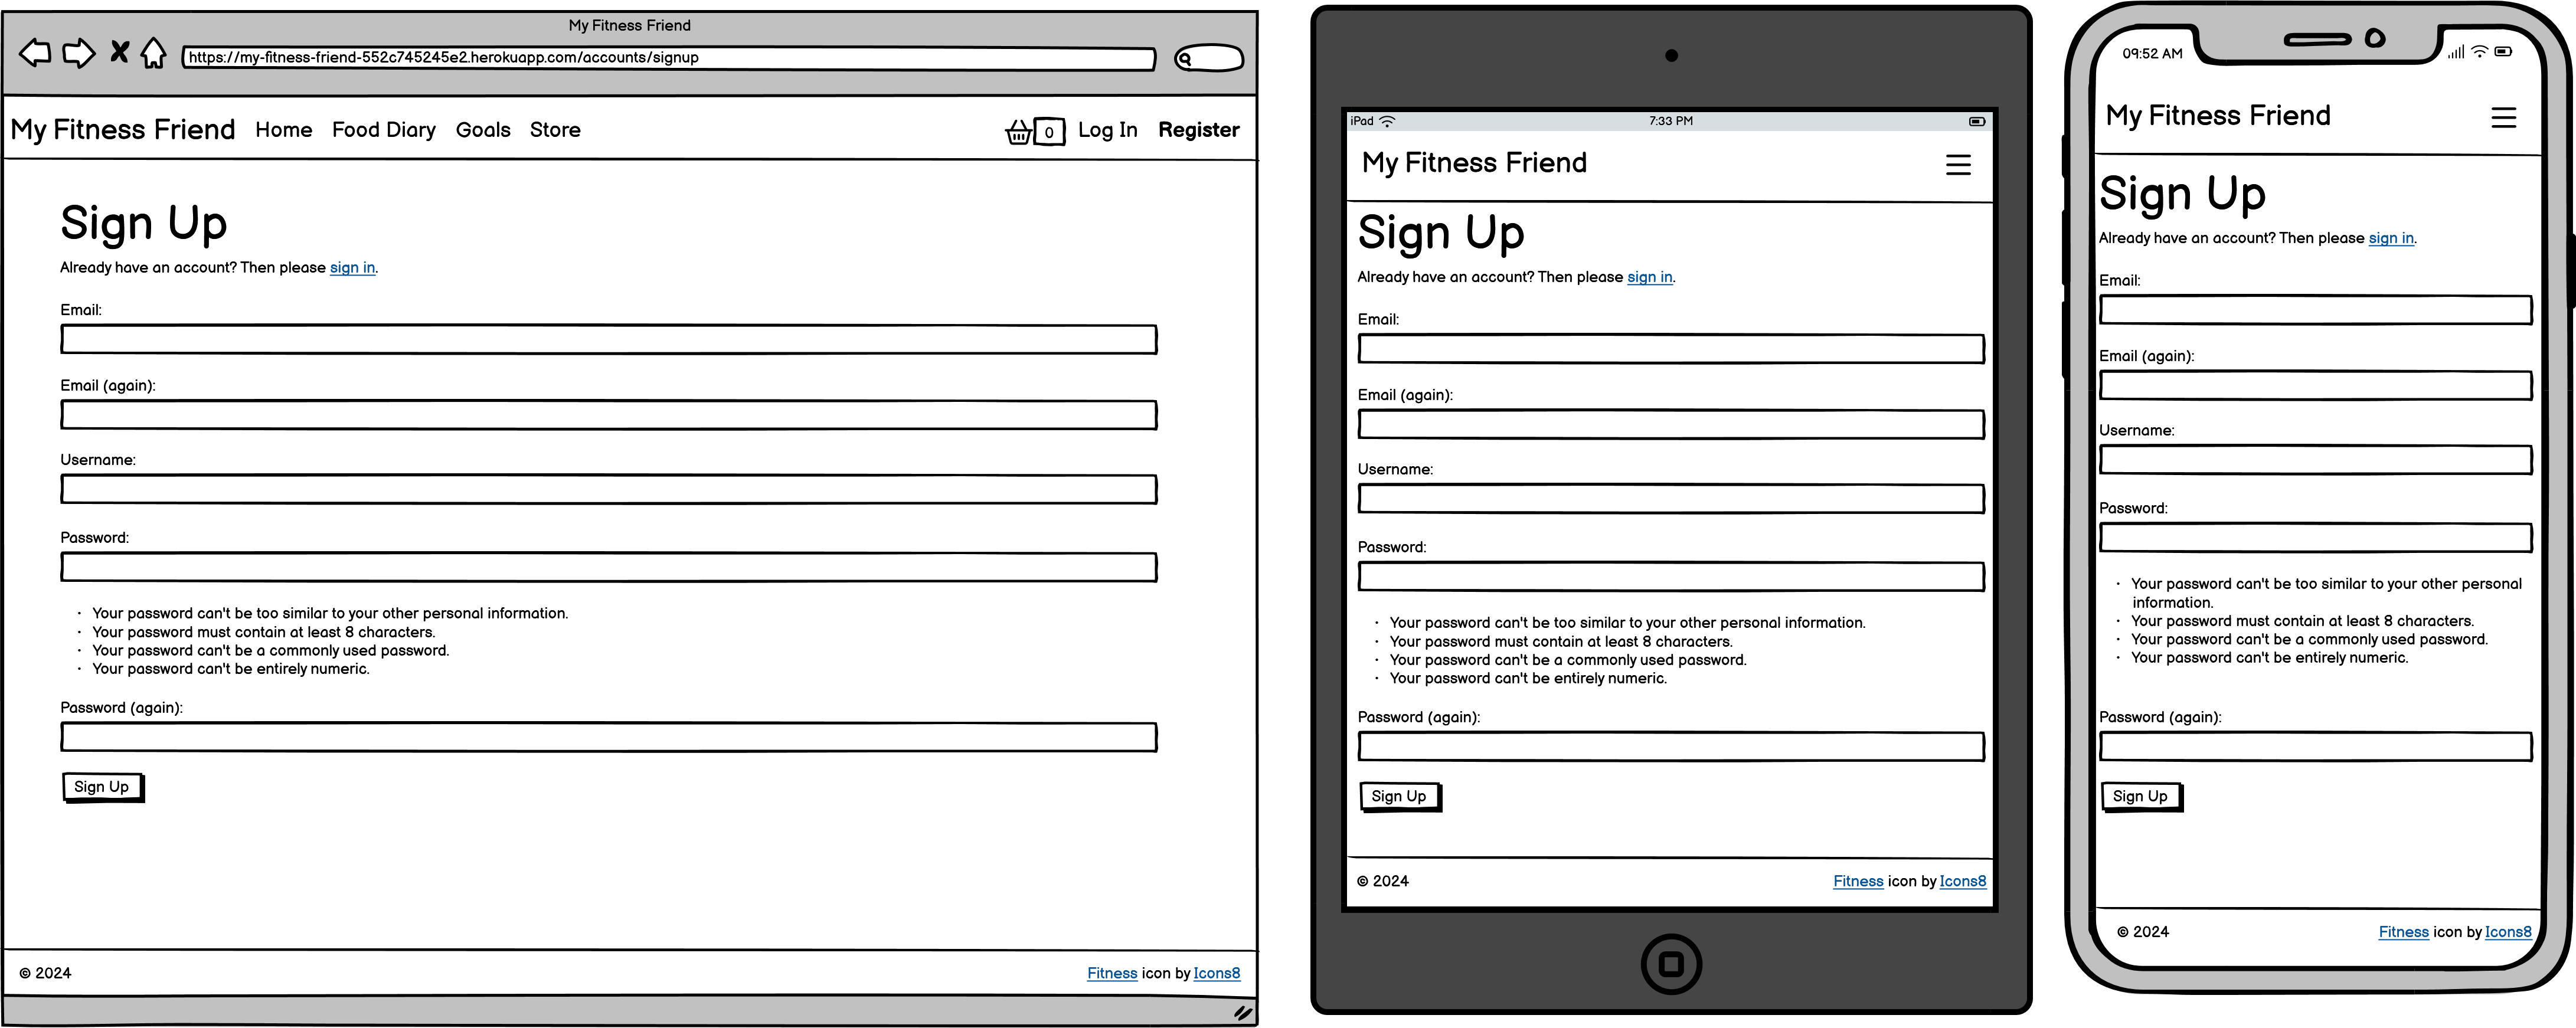 My Fitness Friend
https://my-fitness-friend-552c745245e2.herokuapp.com/accounts/signup
My Fitness Friend Home Food Diary Goals Store 0 Log In Register
Sign Up
Already have an account? Then please sign in.
Email:
Email (again):
Username:
Password:
· Your password can't be too similar to your other personal information.
· Your password must contain at least 8 characters.
· Your password can't be a commonly used password.
· Your password can't be entirely numeric.
Password (again):
Sign Up
© 2024 Fitness icon by Icons8
iPad 7:33 PM
My Fitness Friend
Sign Up
Already have an account? Then please sign in.
Email:
Email (again):
Username:
Password:
· Your password can't be too similar to your other personal information.
· Your password must contain at least 8 characters.
· Your password can't be a commonly used password.
· Your password can't be entirely numeric.
Password (again):
Sign Up
© 2024 Fitness icon by Icons8
09:52 AM
My Fitness Friend
Sign Up
Already have an account? Then please sign in.
Email:
Email (again):
Username:
Password:
· Your password can't be too similar to your other personal
information.
· Your password must contain at least 8 characters.
· Your password can't be a commonly used password.
· Your password can't be entirely numeric.
Password (again):
Sign Up
© 2024 Fitness icon by Icons8